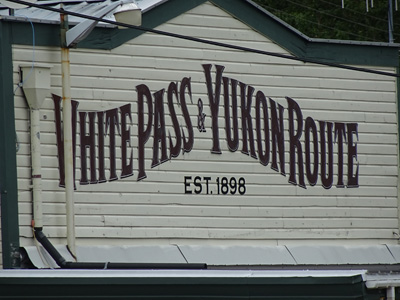 WHITE PASS & YUKON ROUTE
EST. 1898